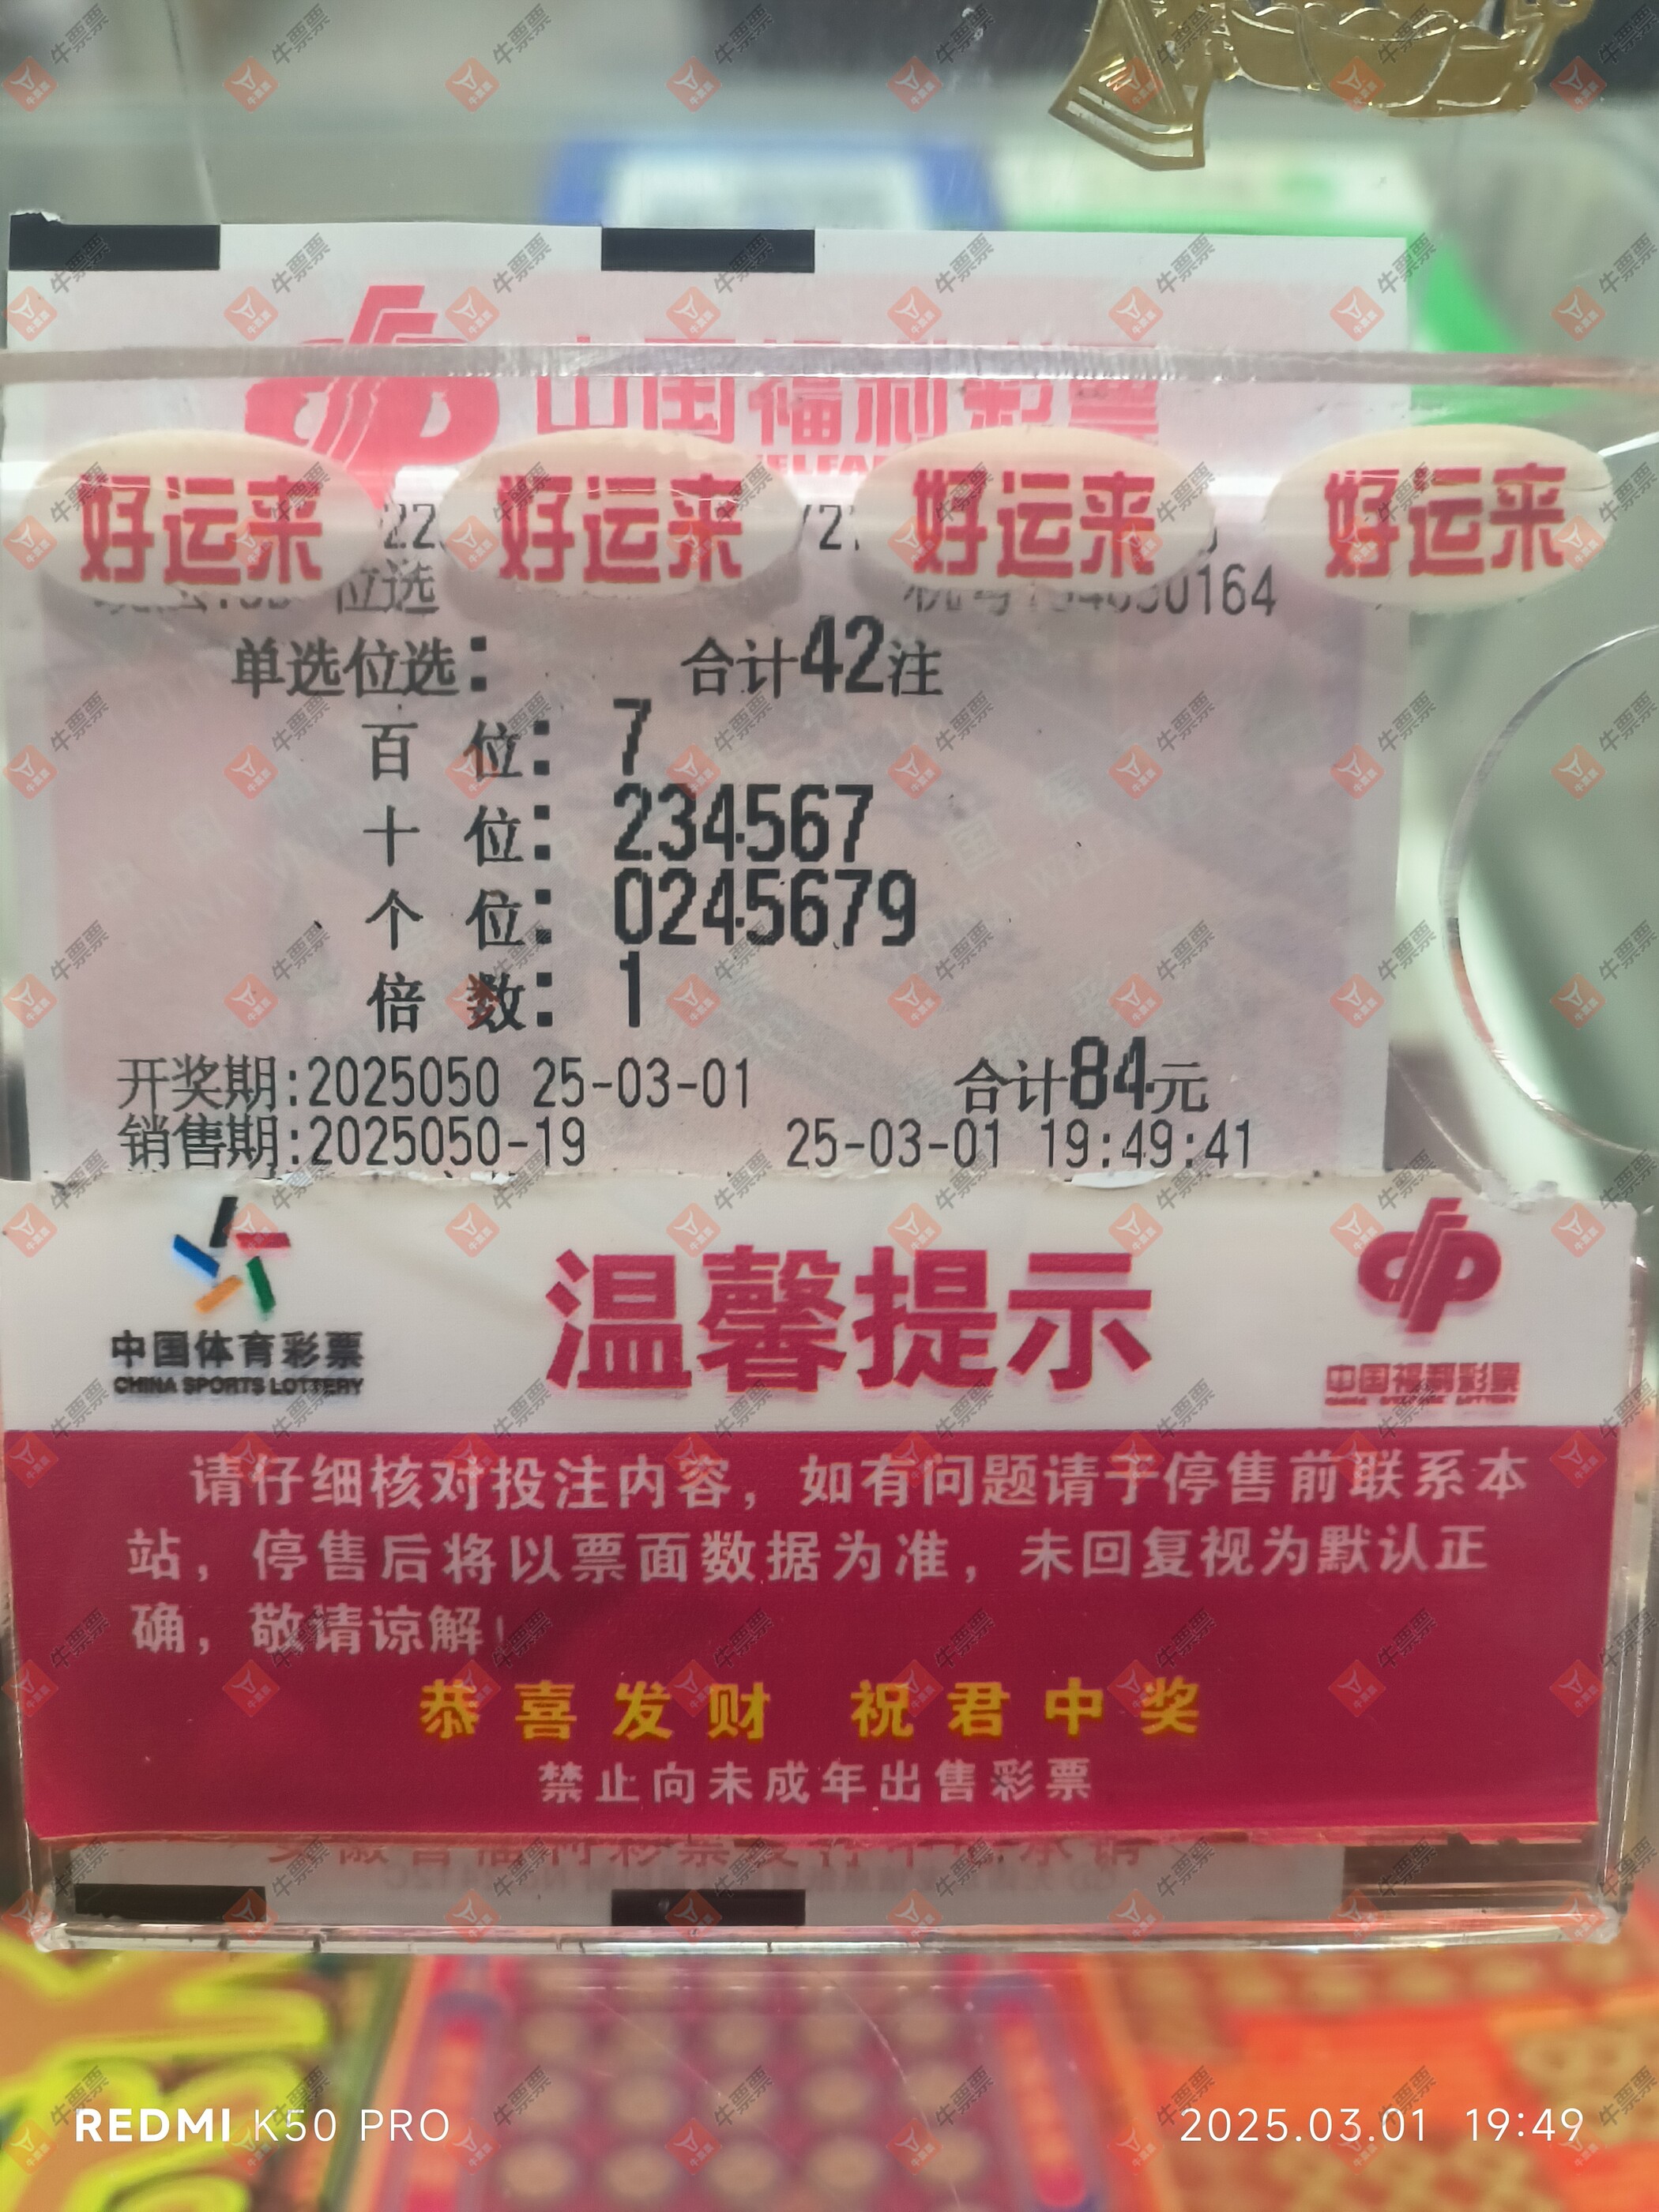 中国福利彩票
好运来 好运来 好运来 好运来
位选 0164
单选位选: 合计42注
百 位: 7
十 位: 234567
个 位: 0245679
倍 数: 1
开奖期:2025050 25-03-01 合计84元
销售期:2025050-19 25-03-01 19:49:41
中国体育彩票
CHINA SPORTS LOTTERY
温馨提示
中国福利彩票
请仔细核对投注内容，如有问题请于停售前联系本
站，停售后将以票面数据为准，未回复视为默认正
确，敬请谅解!
恭喜发财 祝君中奖
禁止向未成年出售彩票
REDMI K50 PRO
2025.03.01 19:49
牛票票